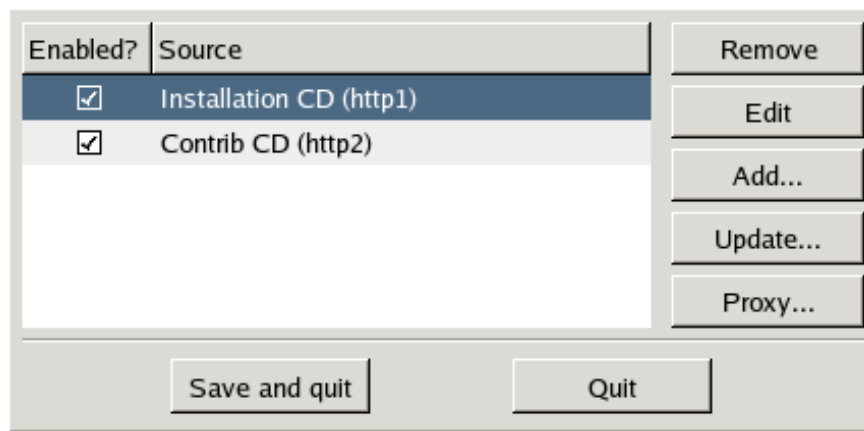 Enabled? Source
Installation CD (http1)
Contrib CD (http2)
Remove
Edit
Add...
Update...
Proxy...
Save and quit
Quit